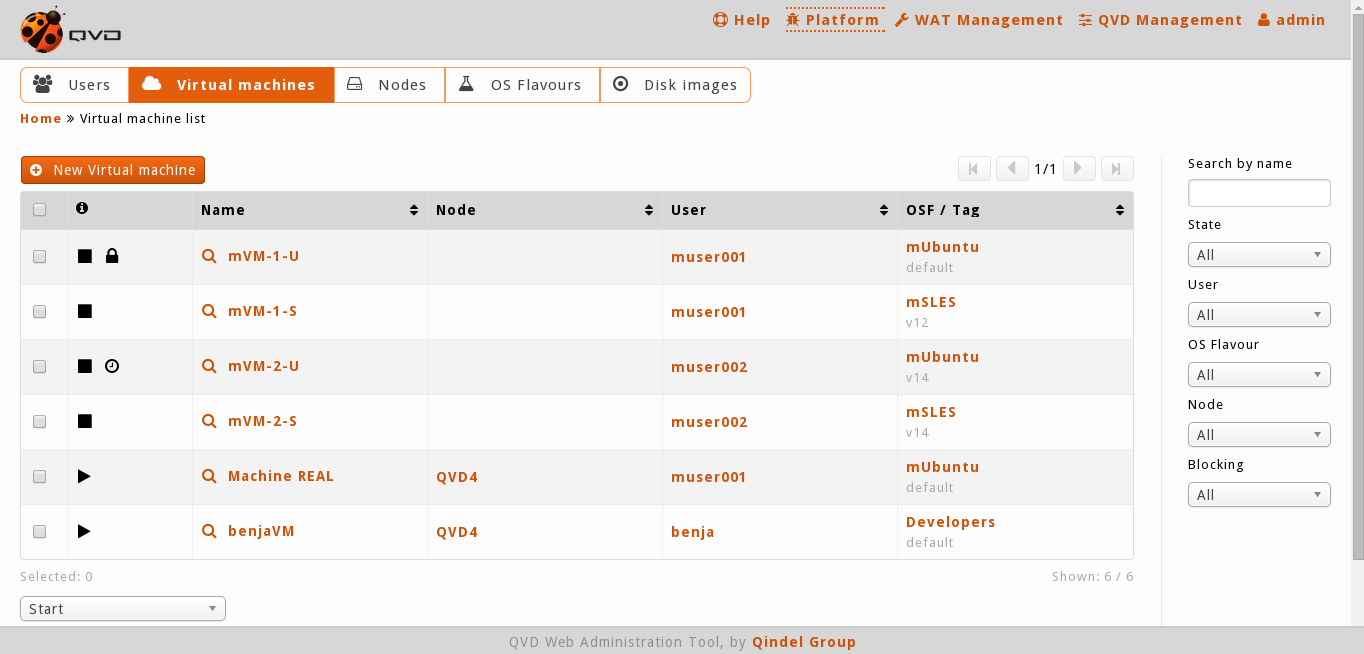 QVD
Help Platform WAT Management QVD Management admin
Users Virtual machines Nodes OS Flavours Disk images
Home » Virtual machine list
New Virtual machine 1/1
Name Node User OSF / Tag
mVM-1-U muser001 mUbuntu
default
mVM-1-S muser001 mSLES
v12
mVM-2-U muser002 mUbuntu
v14
mVM-2-S muser002 mSLES
v14
Machine REAL QVD4 muser001 mUbuntu
default
benjaVM QVD4 benja Developers
default
Selected: 0 Shown: 6 / 6
Start
Search by name
State
All
User
All
OS Flavour
All
Node
All
Blocking
All
QVD Web Administration Tool, by Qindel Group